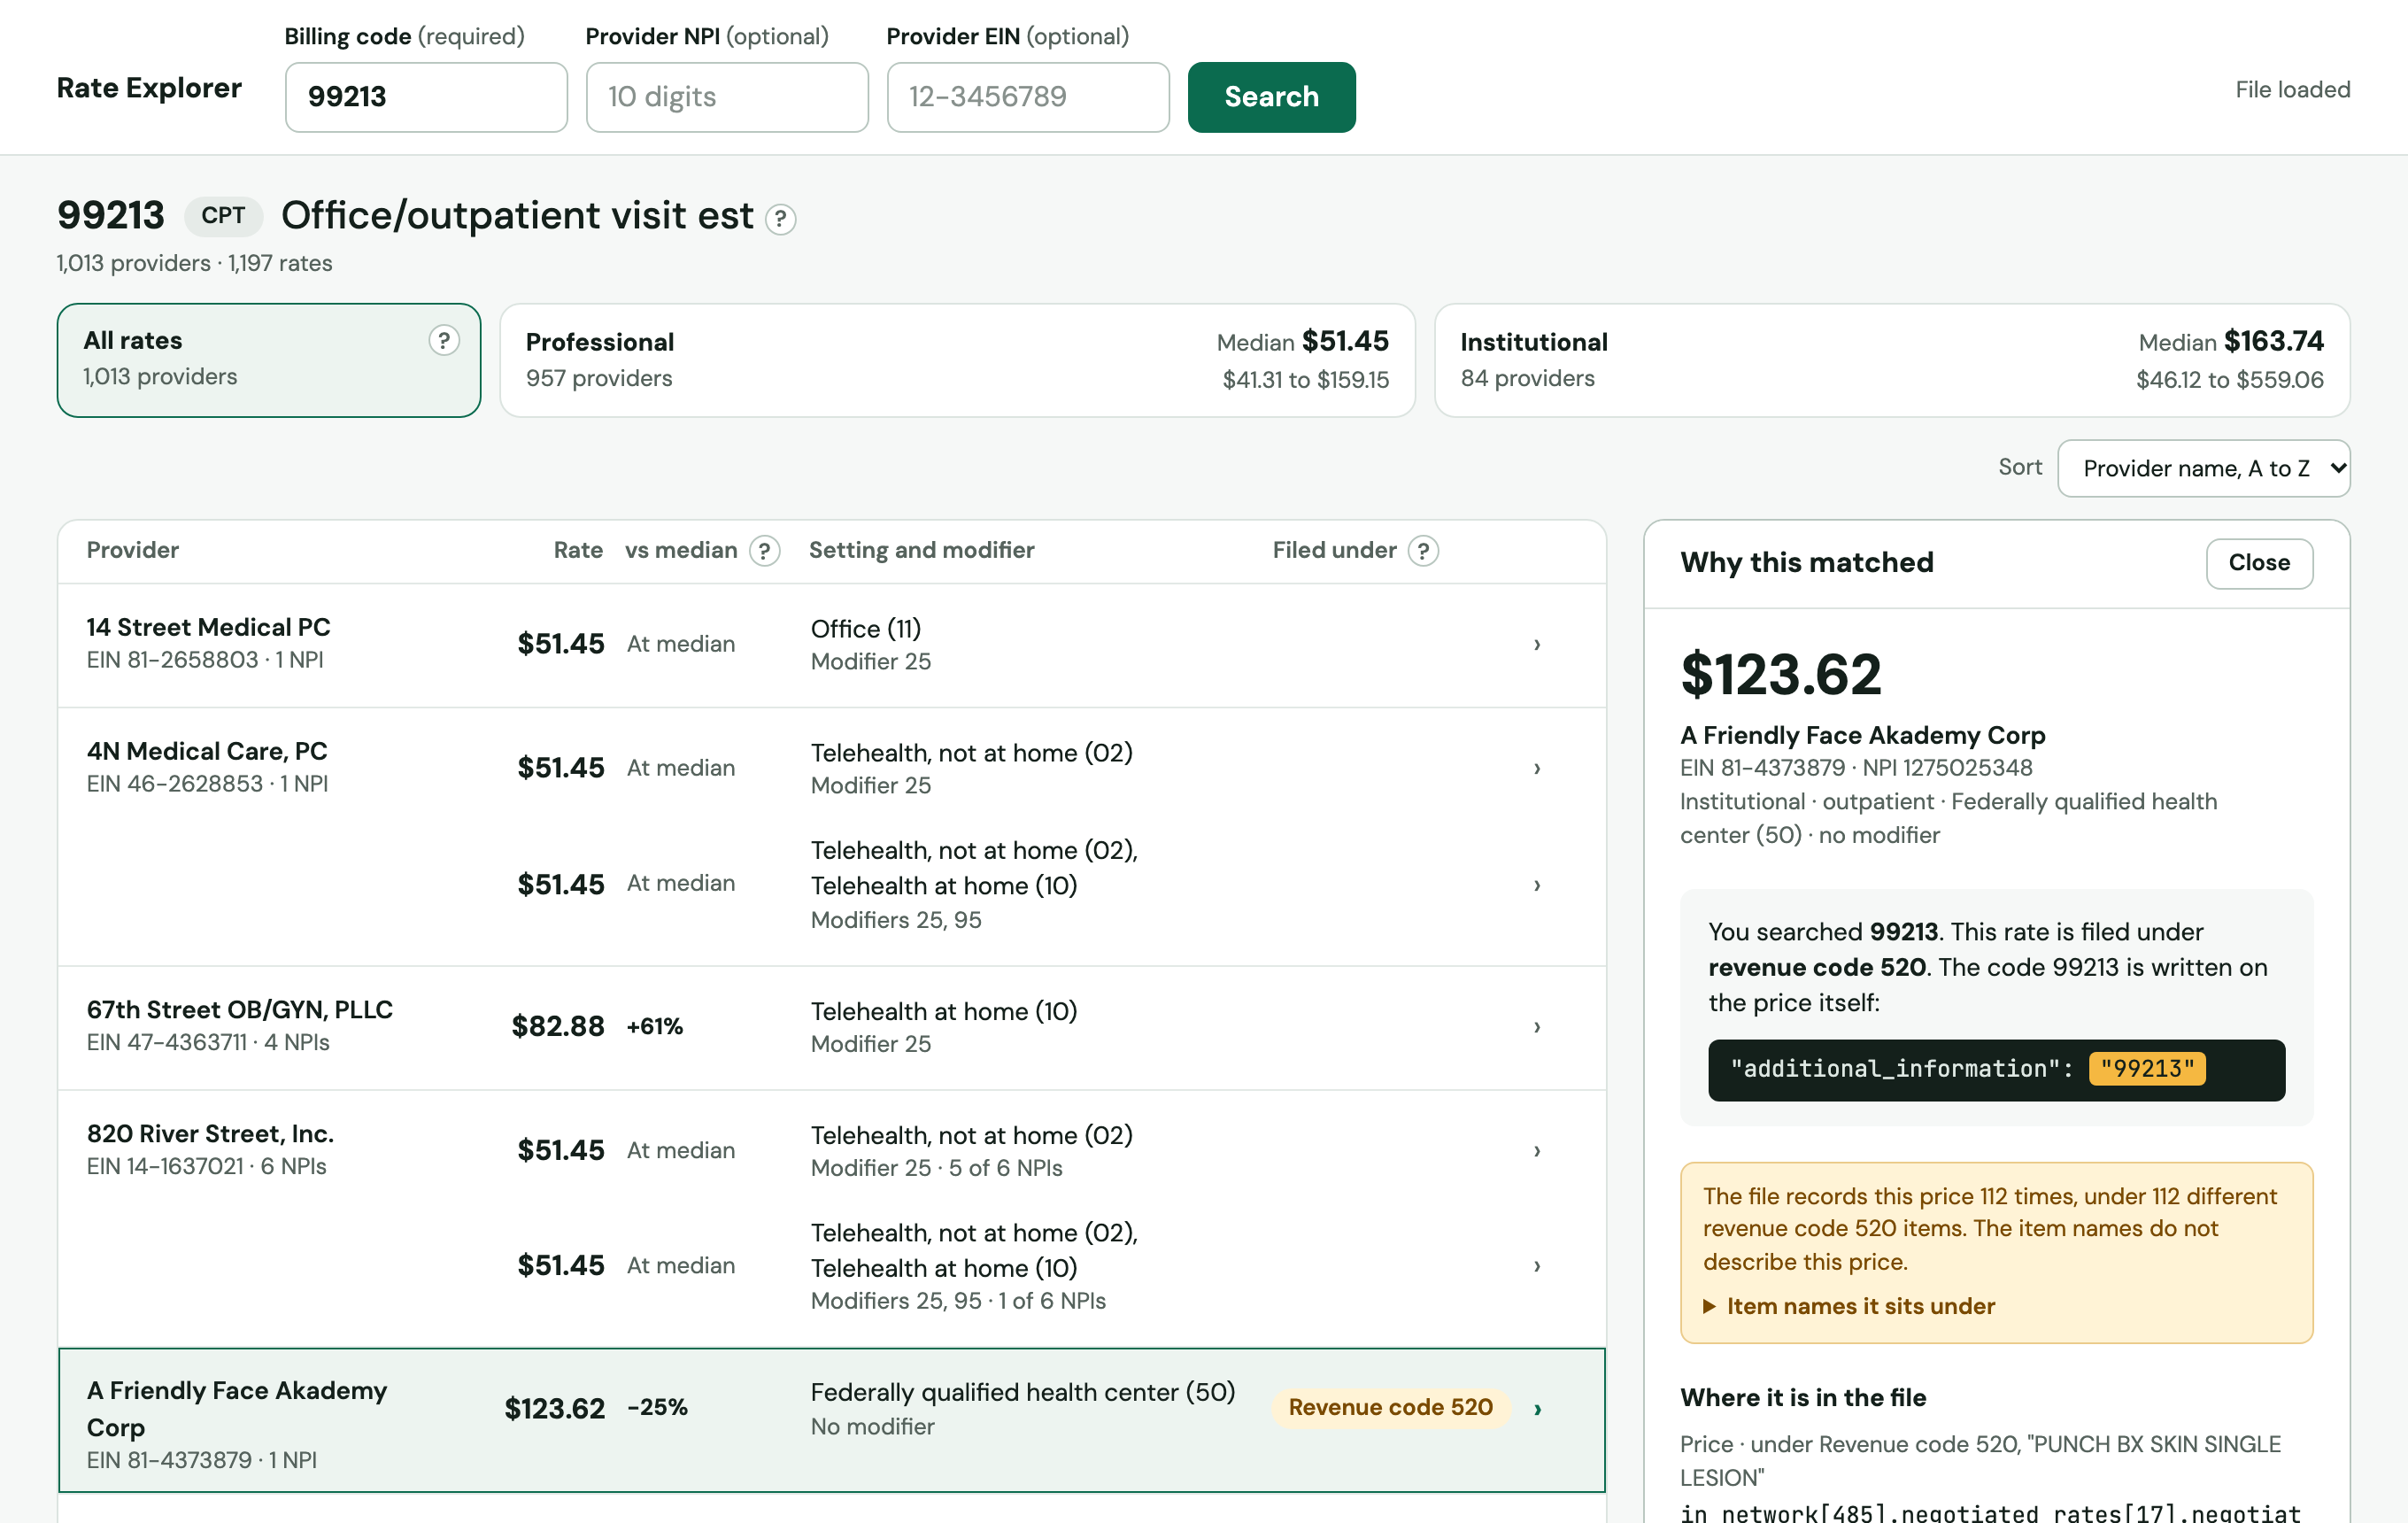 Rate Explorer
Billing code (required)
99213
Provider NPI (optional)
10 digits
Provider EIN (optional)
12-3456789
Search
File loaded
99213 CPT Office/outpatient visit est ?
1,013 providers · 1,197 rates
All rates ?
1,013 providers
Professional
957 providers
Median $51.45
$41.31 to $159.15
Institutional
84 providers
Median $163.74
$46.12 to $559.06
Sort Provider name, A to Z
Provider Rate vs median ? Setting and modifier Filed under ?
14 Street Medical PC
EIN 81-2658803 · 1 NPI
$51.45 At median
Office (11)
Modifier 25
›
4N Medical Care, PC
EIN 46-2628853 · 1 NPI
$51.45 At median
Telehealth, not at home (02)
Modifier 25
›
$51.45 At median
Telehealth, not at home (02),
Telehealth at home (10)
Modifiers 25, 95
›
67th Street OB/GYN, PLLC
EIN 47-4363711 · 4 NPIs
$82.88 +61%
Telehealth at home (10)
Modifier 25
›
820 River Street, Inc.
EIN 14-1637021 · 6 NPIs
$51.45 At median
Telehealth, not at home (02)
Modifier 25 · 5 of 6 NPIs
›
$51.45 At median
Telehealth, not at home (02),
Telehealth at home (10)
Modifiers 25, 95 · 1 of 6 NPIs
›
A Friendly Face Akademy
Corp
EIN 81-4373879 · 1 NPI
$123.62 -25%
Federally qualified health center (50)
No modifier
Revenue code 520 ›
Why this matched
Close
$123.62
A Friendly Face Akademy Corp
EIN 81-4373879 · NPI 1275025348
Institutional · outpatient · Federally qualified health
center (50) · no modifier
You searched 99213. This rate is filed under
revenue code 520. The code 99213 is written on
the price itself:
"additional_information": "99213"
The file records this price 112 times, under 112 different
revenue code 520 items. The item names do not
describe this price.
▶ Item names it sits under
Where it is in the file
Price · under Revenue code 520, "PUNCH BX SKIN SINGLE
LESION"
in_network[485].negotiated_rates[17].negotiat